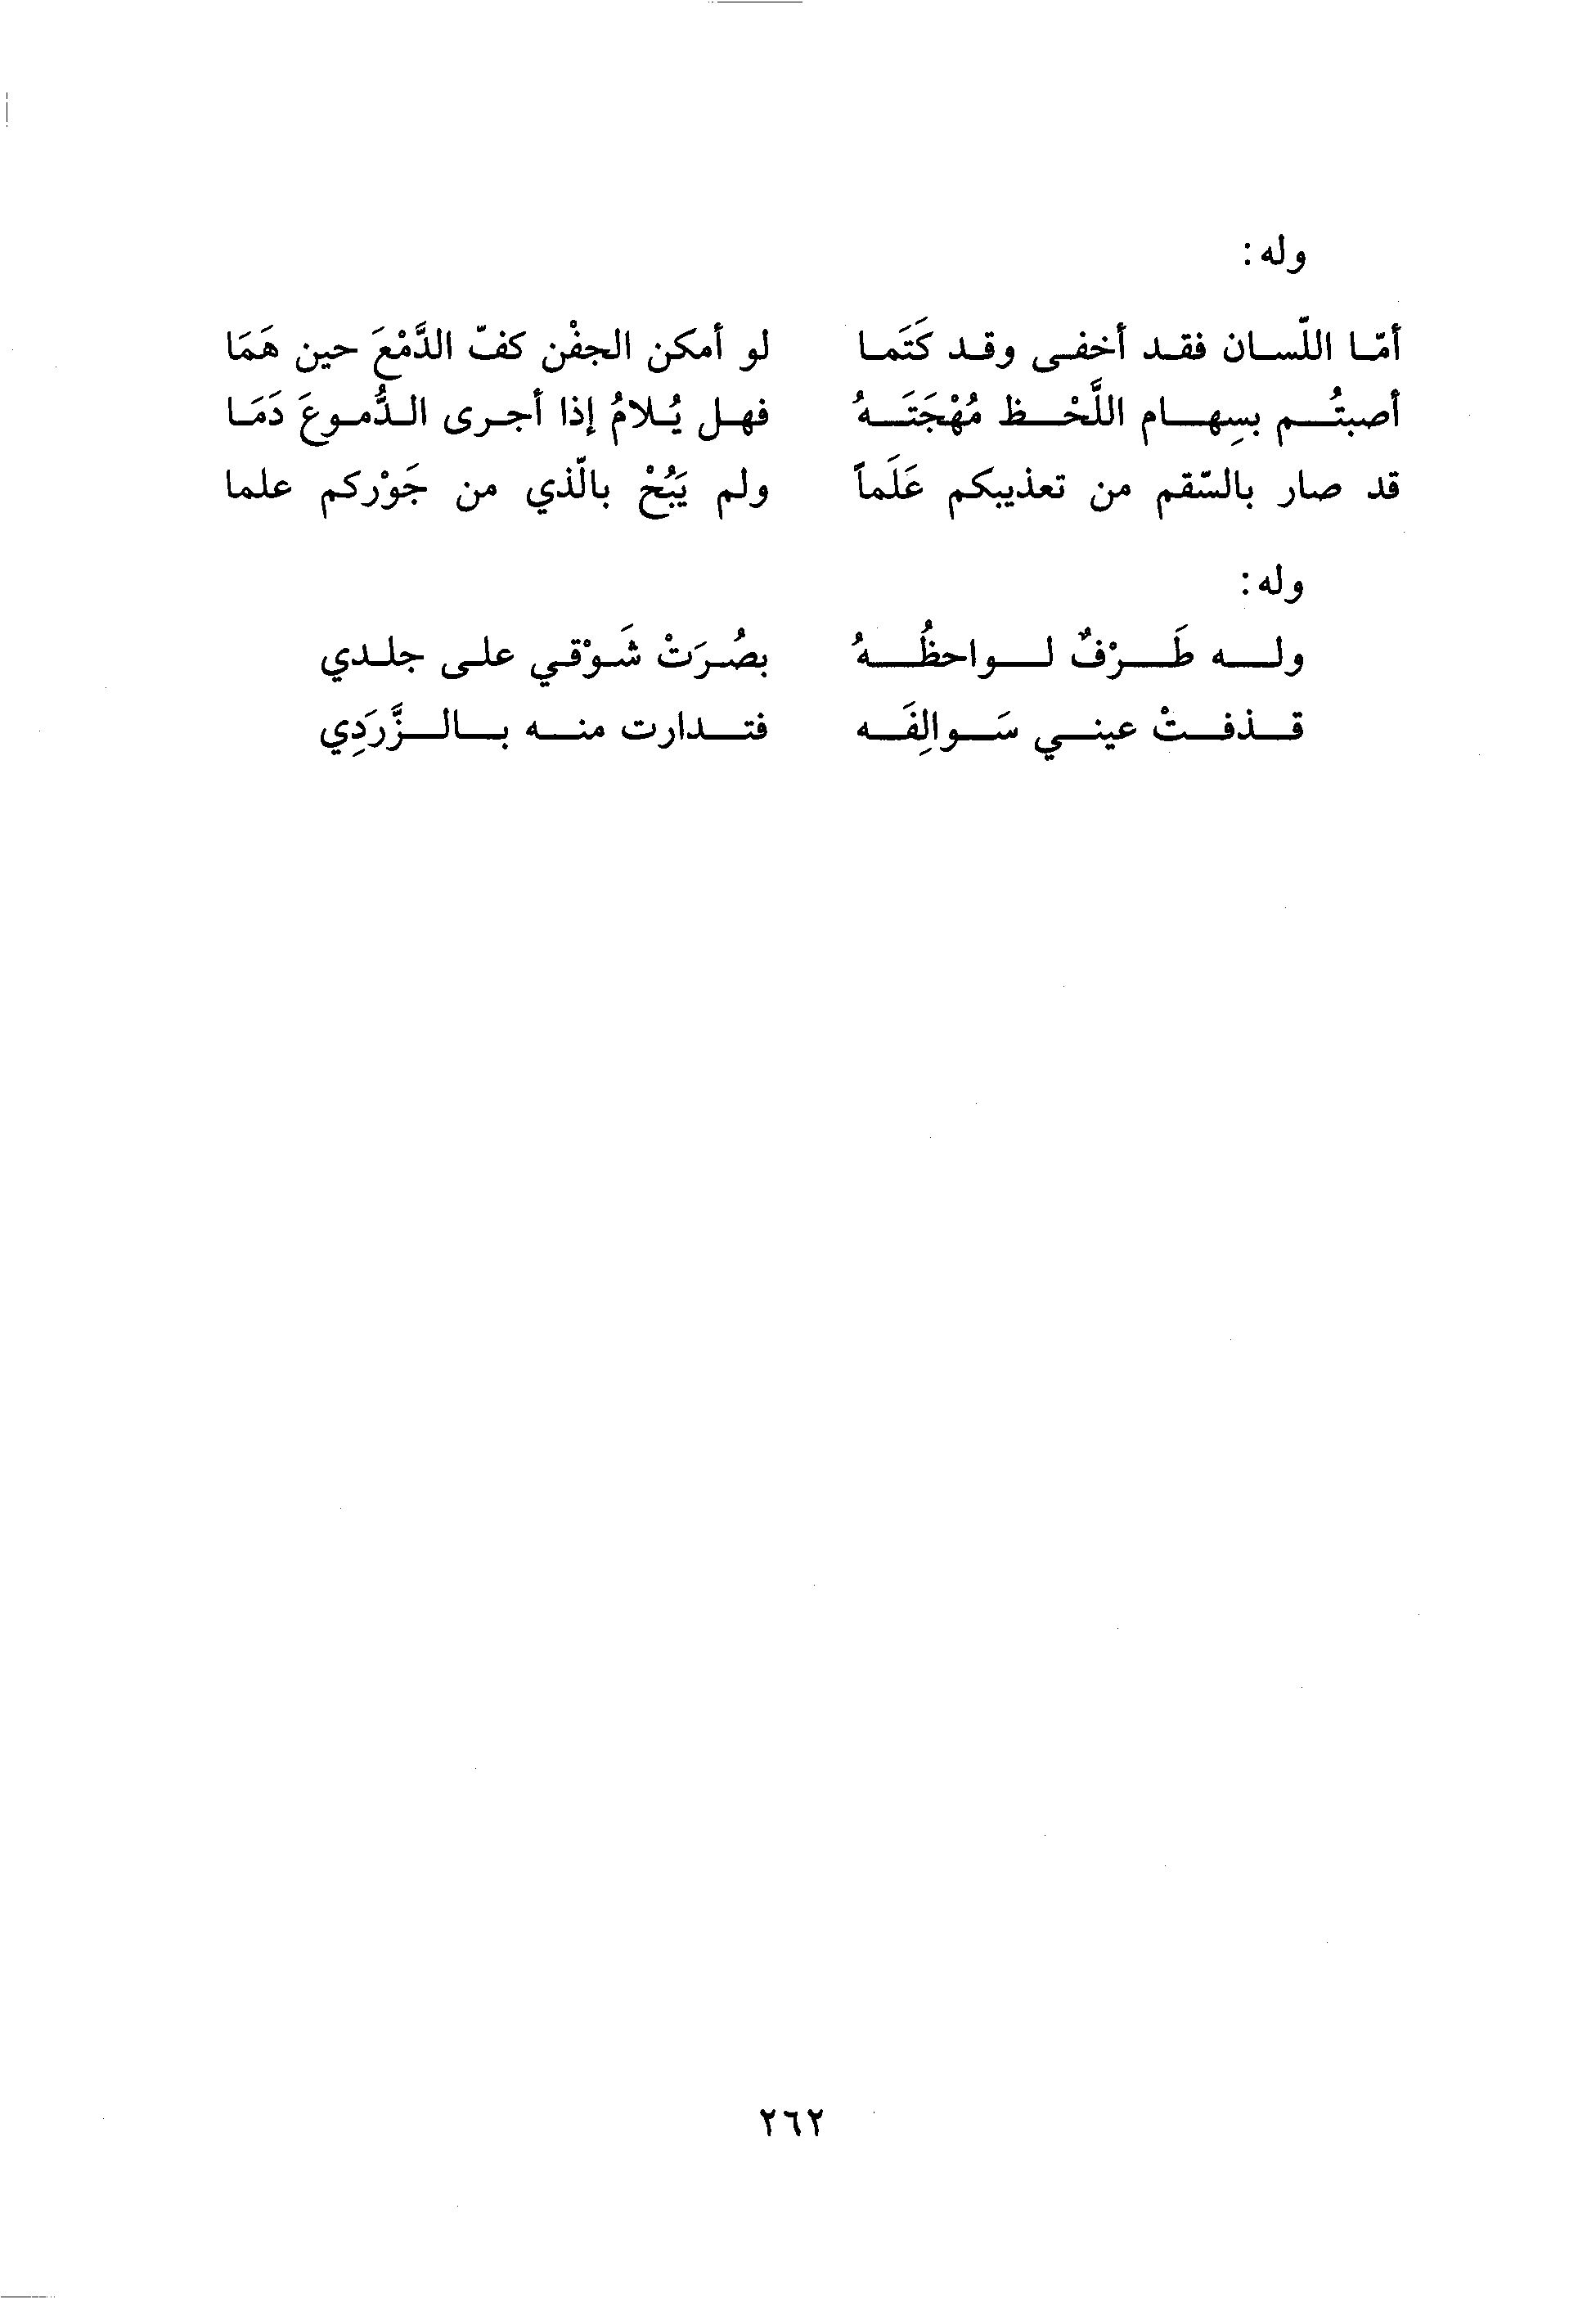 وله:
أمّا اللّسان فقد أخفى وقد كَتَما لو أمكن الجفْن كفّ الدَّمْعَ حين هَمَا
أصبتُم بسِهام اللَّحْظ مُهْجَتَهُ فهل يُلامُ إذا أجرى الدُّموعَ دَمَا
قد صار بالسّقم من تعذيبكم عَلَماً ولم يَبُحْ بالّذي من جَوْركم علما
وله:
وله طَرْفٌ لواحظُهُ بصُرَتْ شَوْقي على جلدي
قذفتْ عيني سَوالِفَه فتدارت منه بالزَّرَدِي
٢٦٢